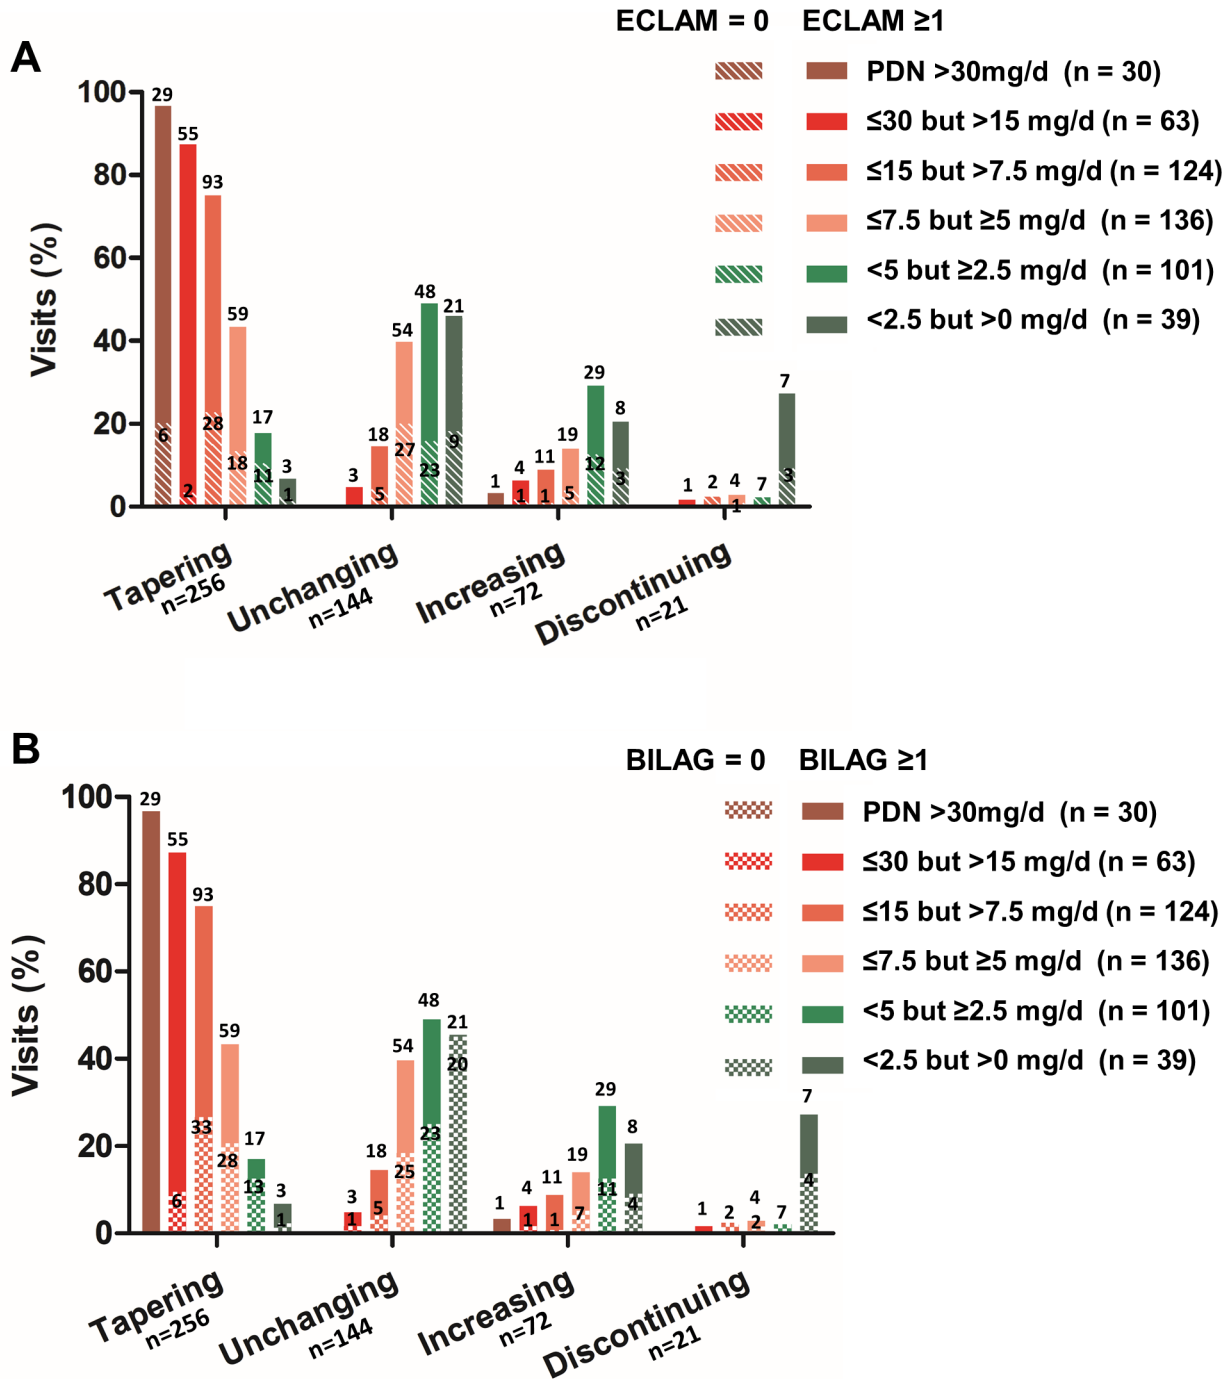 A
ECLAM = 0 ECLAM ≥1
PDN >30mg/d (n = 30)
≤30 but >15 mg/d (n = 63)
≤15 but >7.5 mg/d (n = 124)
≤7.5 but ≥5 mg/d (n = 136)
<5 but ≥2.5 mg/d (n = 101)
<2.5 but >0 mg/d (n = 39)
Visits (%)
100
80
60
40
20
0
29 55 93 59 17 3
6 2 28 18 11 1
3 18 54 48 21
5 27 23 9
1 4 11 19 29 8
1 1 5 12 3
1 2 4 7 7
1 3
Tapering
n=256
Unchanging
n=144
Increasing
n=72
Discontinuing
n=21
B
BILAG = 0 BILAG ≥1
PDN >30mg/d (n = 30)
≤30 but >15 mg/d (n = 63)
≤15 but >7.5 mg/d (n = 124)
≤7.5 but ≥5 mg/d (n = 136)
<5 but ≥2.5 mg/d (n = 101)
<2.5 but >0 mg/d (n = 39)
Visits (%)
100
80
60
40
20
0
29 55 93 59 17 3
6 33 28 13 1
3 18 54 48 21
1 5 25 23 20
1 4 11 19 29 8
1 1 7 11 4
1 2 4 7 7
2 4
Tapering
n=256
Unchanging
n=144
Increasing
n=72
Discontinuing
n=21